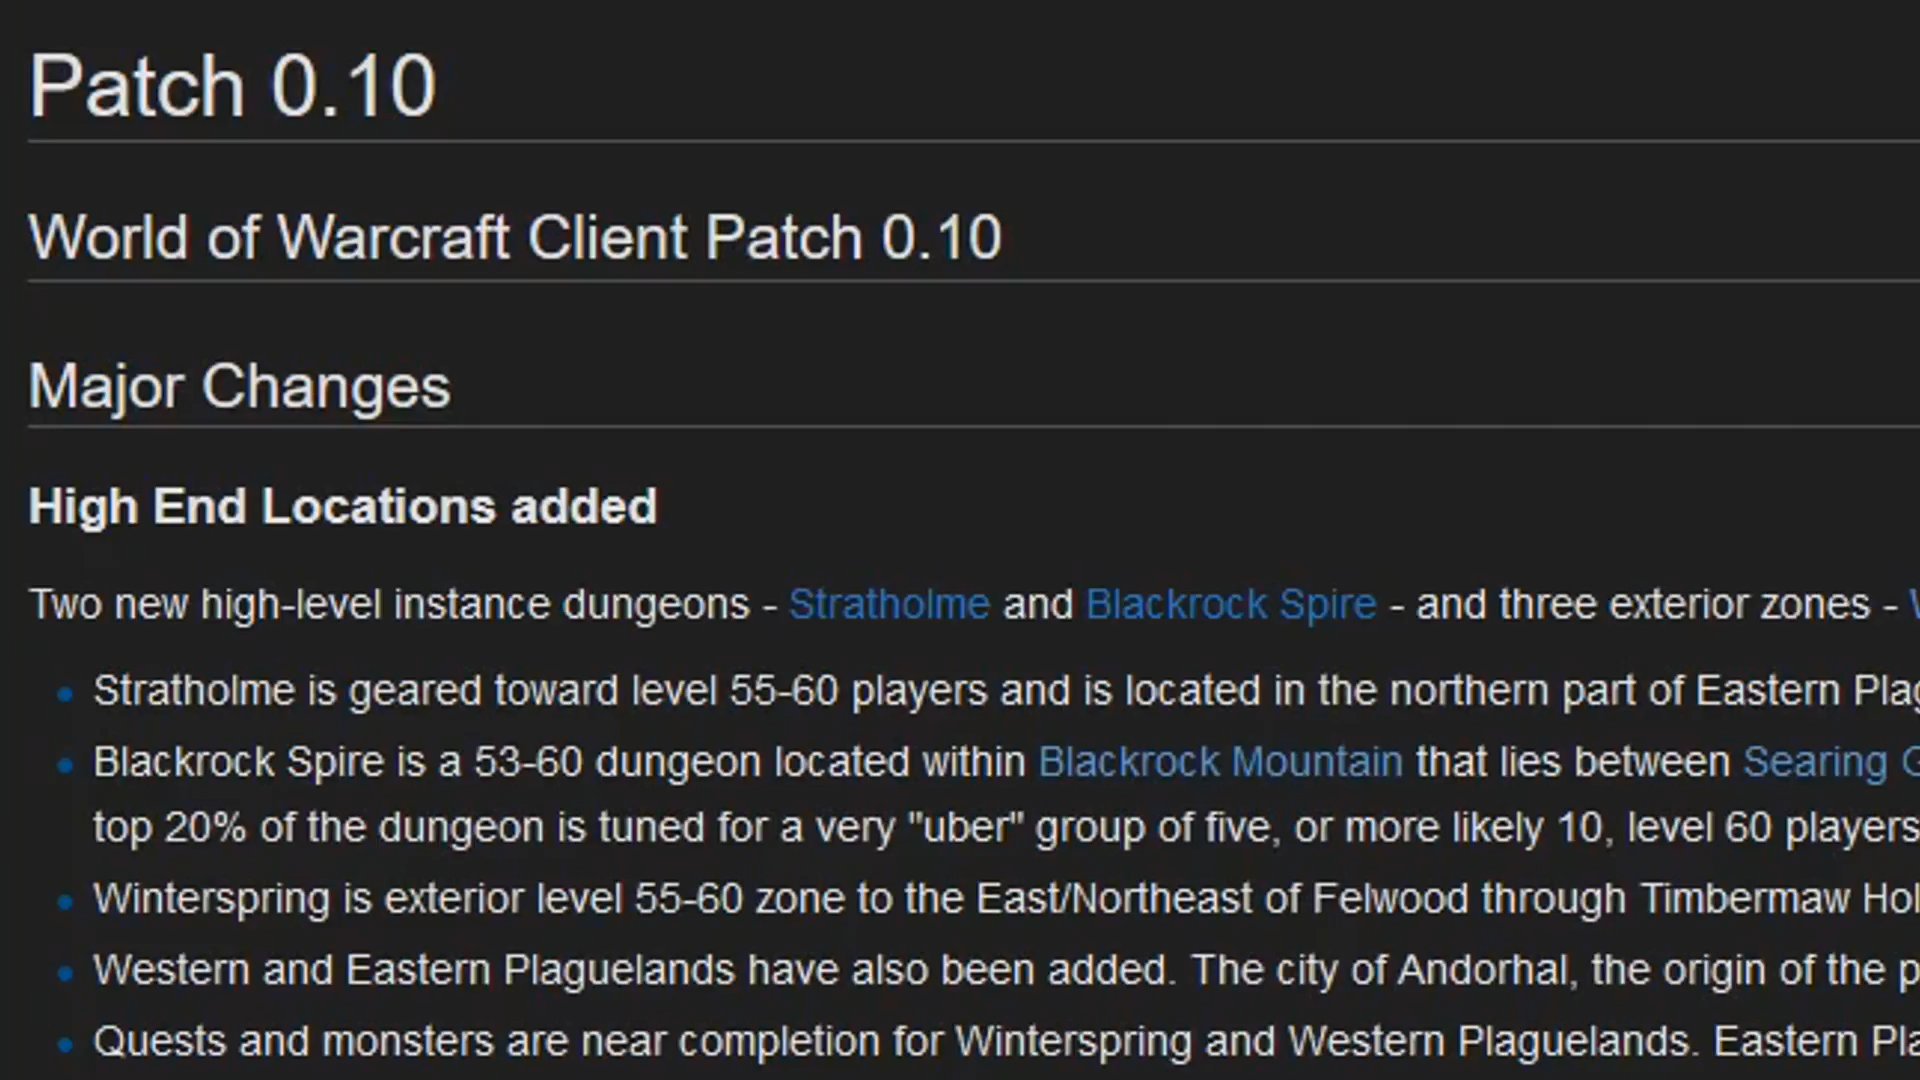 Patch 0.10
World of Warcraft Client Patch 0.10
Major Changes
High End Locations added
Two new high-level instance dungeons - Stratholme and Blackrock Spire - and three exterior zones -
Stratholme is geared toward level 55-60 players and is located in the northern part of Eastern
Blackrock Spire is a 53-60 dungeon located within Blackrock Mountain that lies between Searing
top 20% of the dungeon is tuned for a very "uber" group of five, or more likely 10, level 60 players
Winterspring is exterior level 55-60 zone to the East/Northeast of Felwood through Timbermaw
Western and Eastern Plaguelands have also been added. The city of Andorhal, the origin of the
Quests and monsters are near completion for Winterspring and Western Plaguelands. Eastern